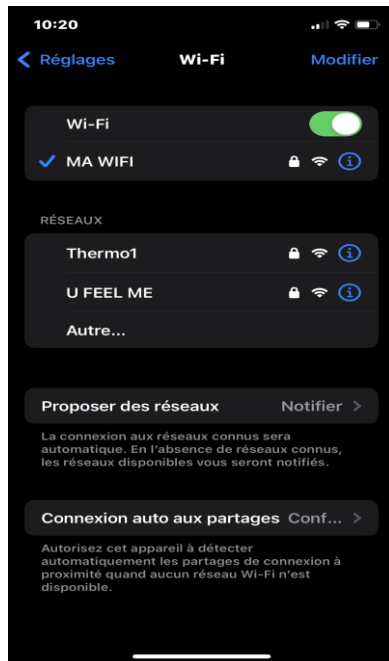 10:20
Réglages Wi-Fi Modifier
Wi-Fi
MA WIFI
RÉSEAUX
Thermo1
U FEEL ME
Autre...
Proposer des réseaux Notifier
La connexion aux réseaux connus sera
automatique. En l'absence de réseaux connus,
les réseaux disponibles vous seront notifiés.
Connexion auto aux partages Conf...
Autorisez cet appareil à détecter
automatiquement les partages de connexion à
proximité quand aucun réseau Wi-Fi n'est
disponible.